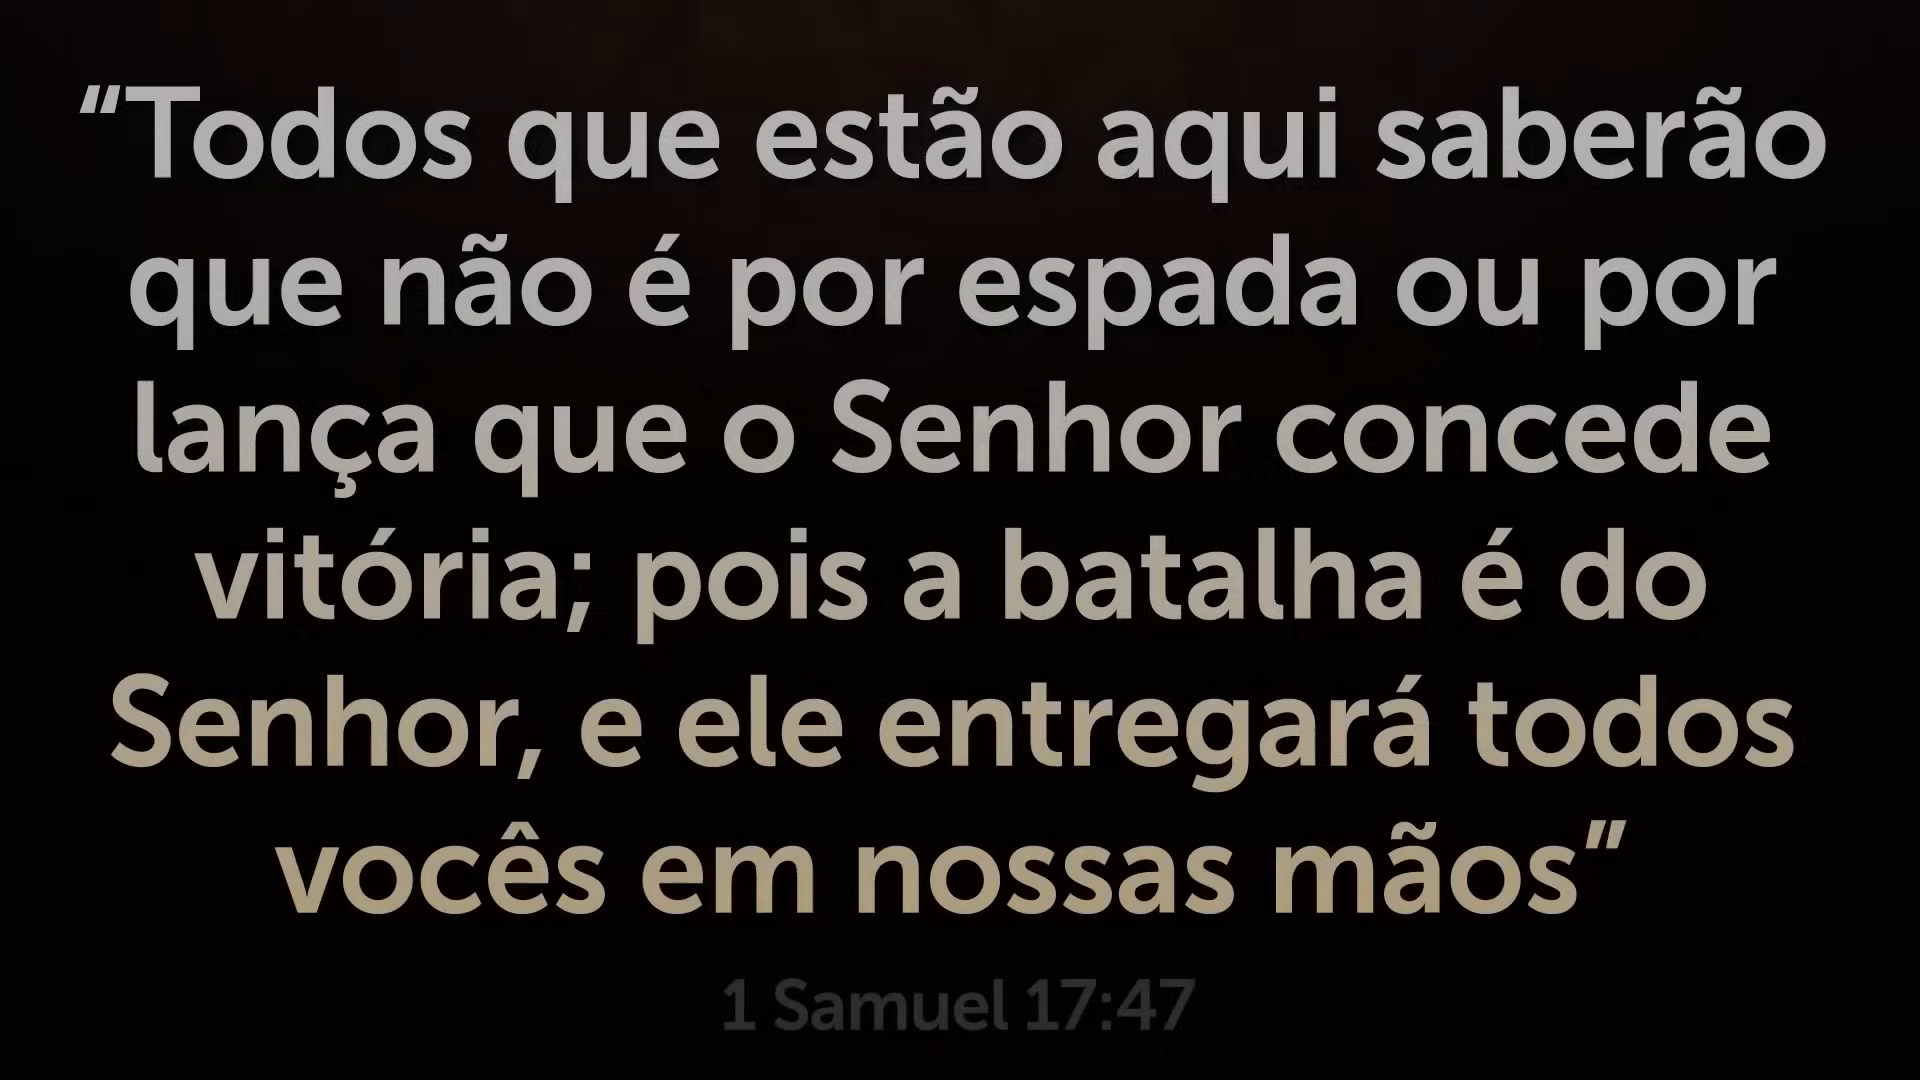 “Todos que estão aqui saberão
que não é por espada ou por
lança que o Senhor concede
vitória; pois a batalha é do
Senhor, e ele entregará todos
vocês em nossas mãos”
1 Samuel 17:47